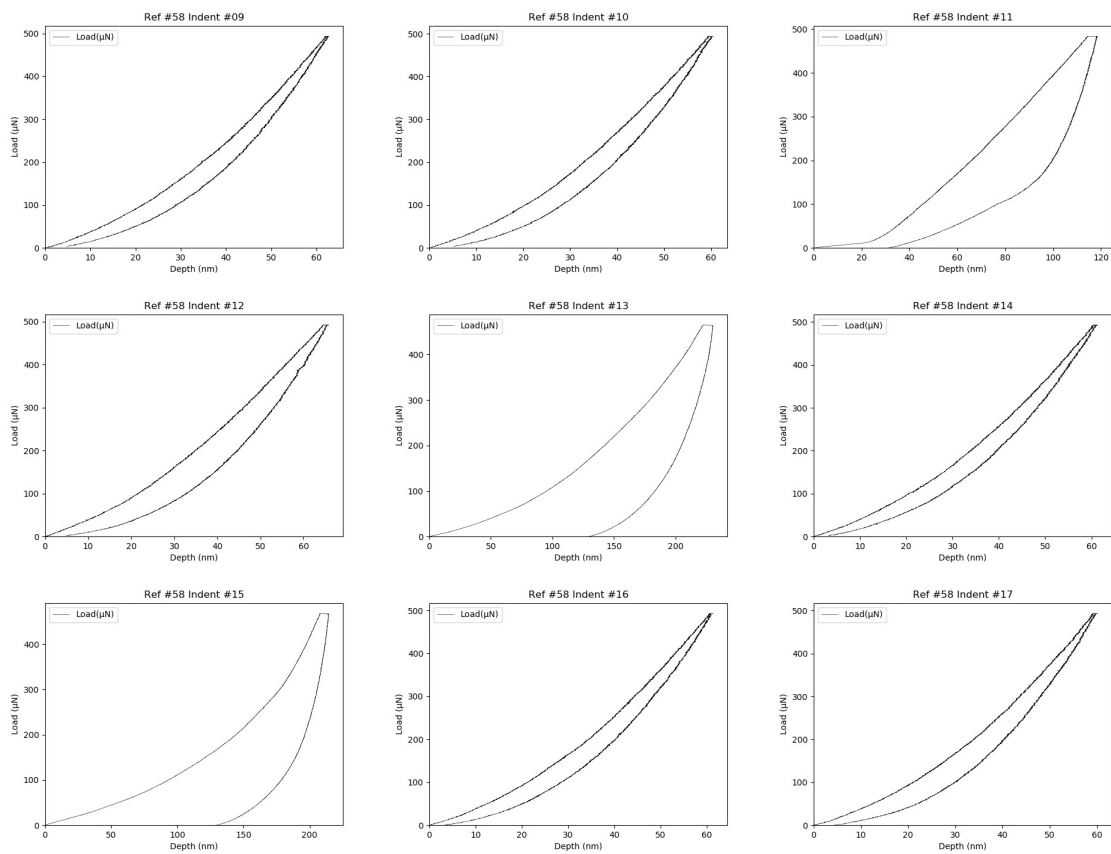 Ref #58 Indent #09
Load(µN)
Load (µN)
500
400
300
200
100
0
0 10 20 30 40 50 60
Depth (nm)
Ref #58 Indent #10
Load(µN)
Load (µN)
500
400
300
200
100
0
0 10 20 30 40 50 60
Depth (nm)
Ref #58 Indent #11
Load(µN)
Load (µN)
500
400
300
200
100
0
0 20 40 60 80 100 120
Depth (nm)
Ref #58 Indent #12
Load(µN)
Load (µN)
500
400
300
200
100
0
0 10 20 30 40 50 60
Depth (nm)
Ref #58 Indent #13
Load(µN)
Load (µN)
400
300
200
100
0
0 50 100 150 200
Depth (nm)
Ref #58 Indent #14
Load(µN)
Load (µN)
500
400
300
200
100
0
0 10 20 30 40 50 60
Depth (nm)
Ref #58 Indent #15
Load(µN)
Load (µN)
400
300
200
100
0
0 50 100 150 200
Depth (nm)
Ref #58 Indent #16
Load(µN)
Load (µN)
500
400
300
200
100
0
0 10 20 30 40 50 60
Depth (nm)
Ref #58 Indent #17
Load(µN)
Load (µN)
500
400
300
200
100
0
0 10 20 30 40 50 60
Depth (nm)